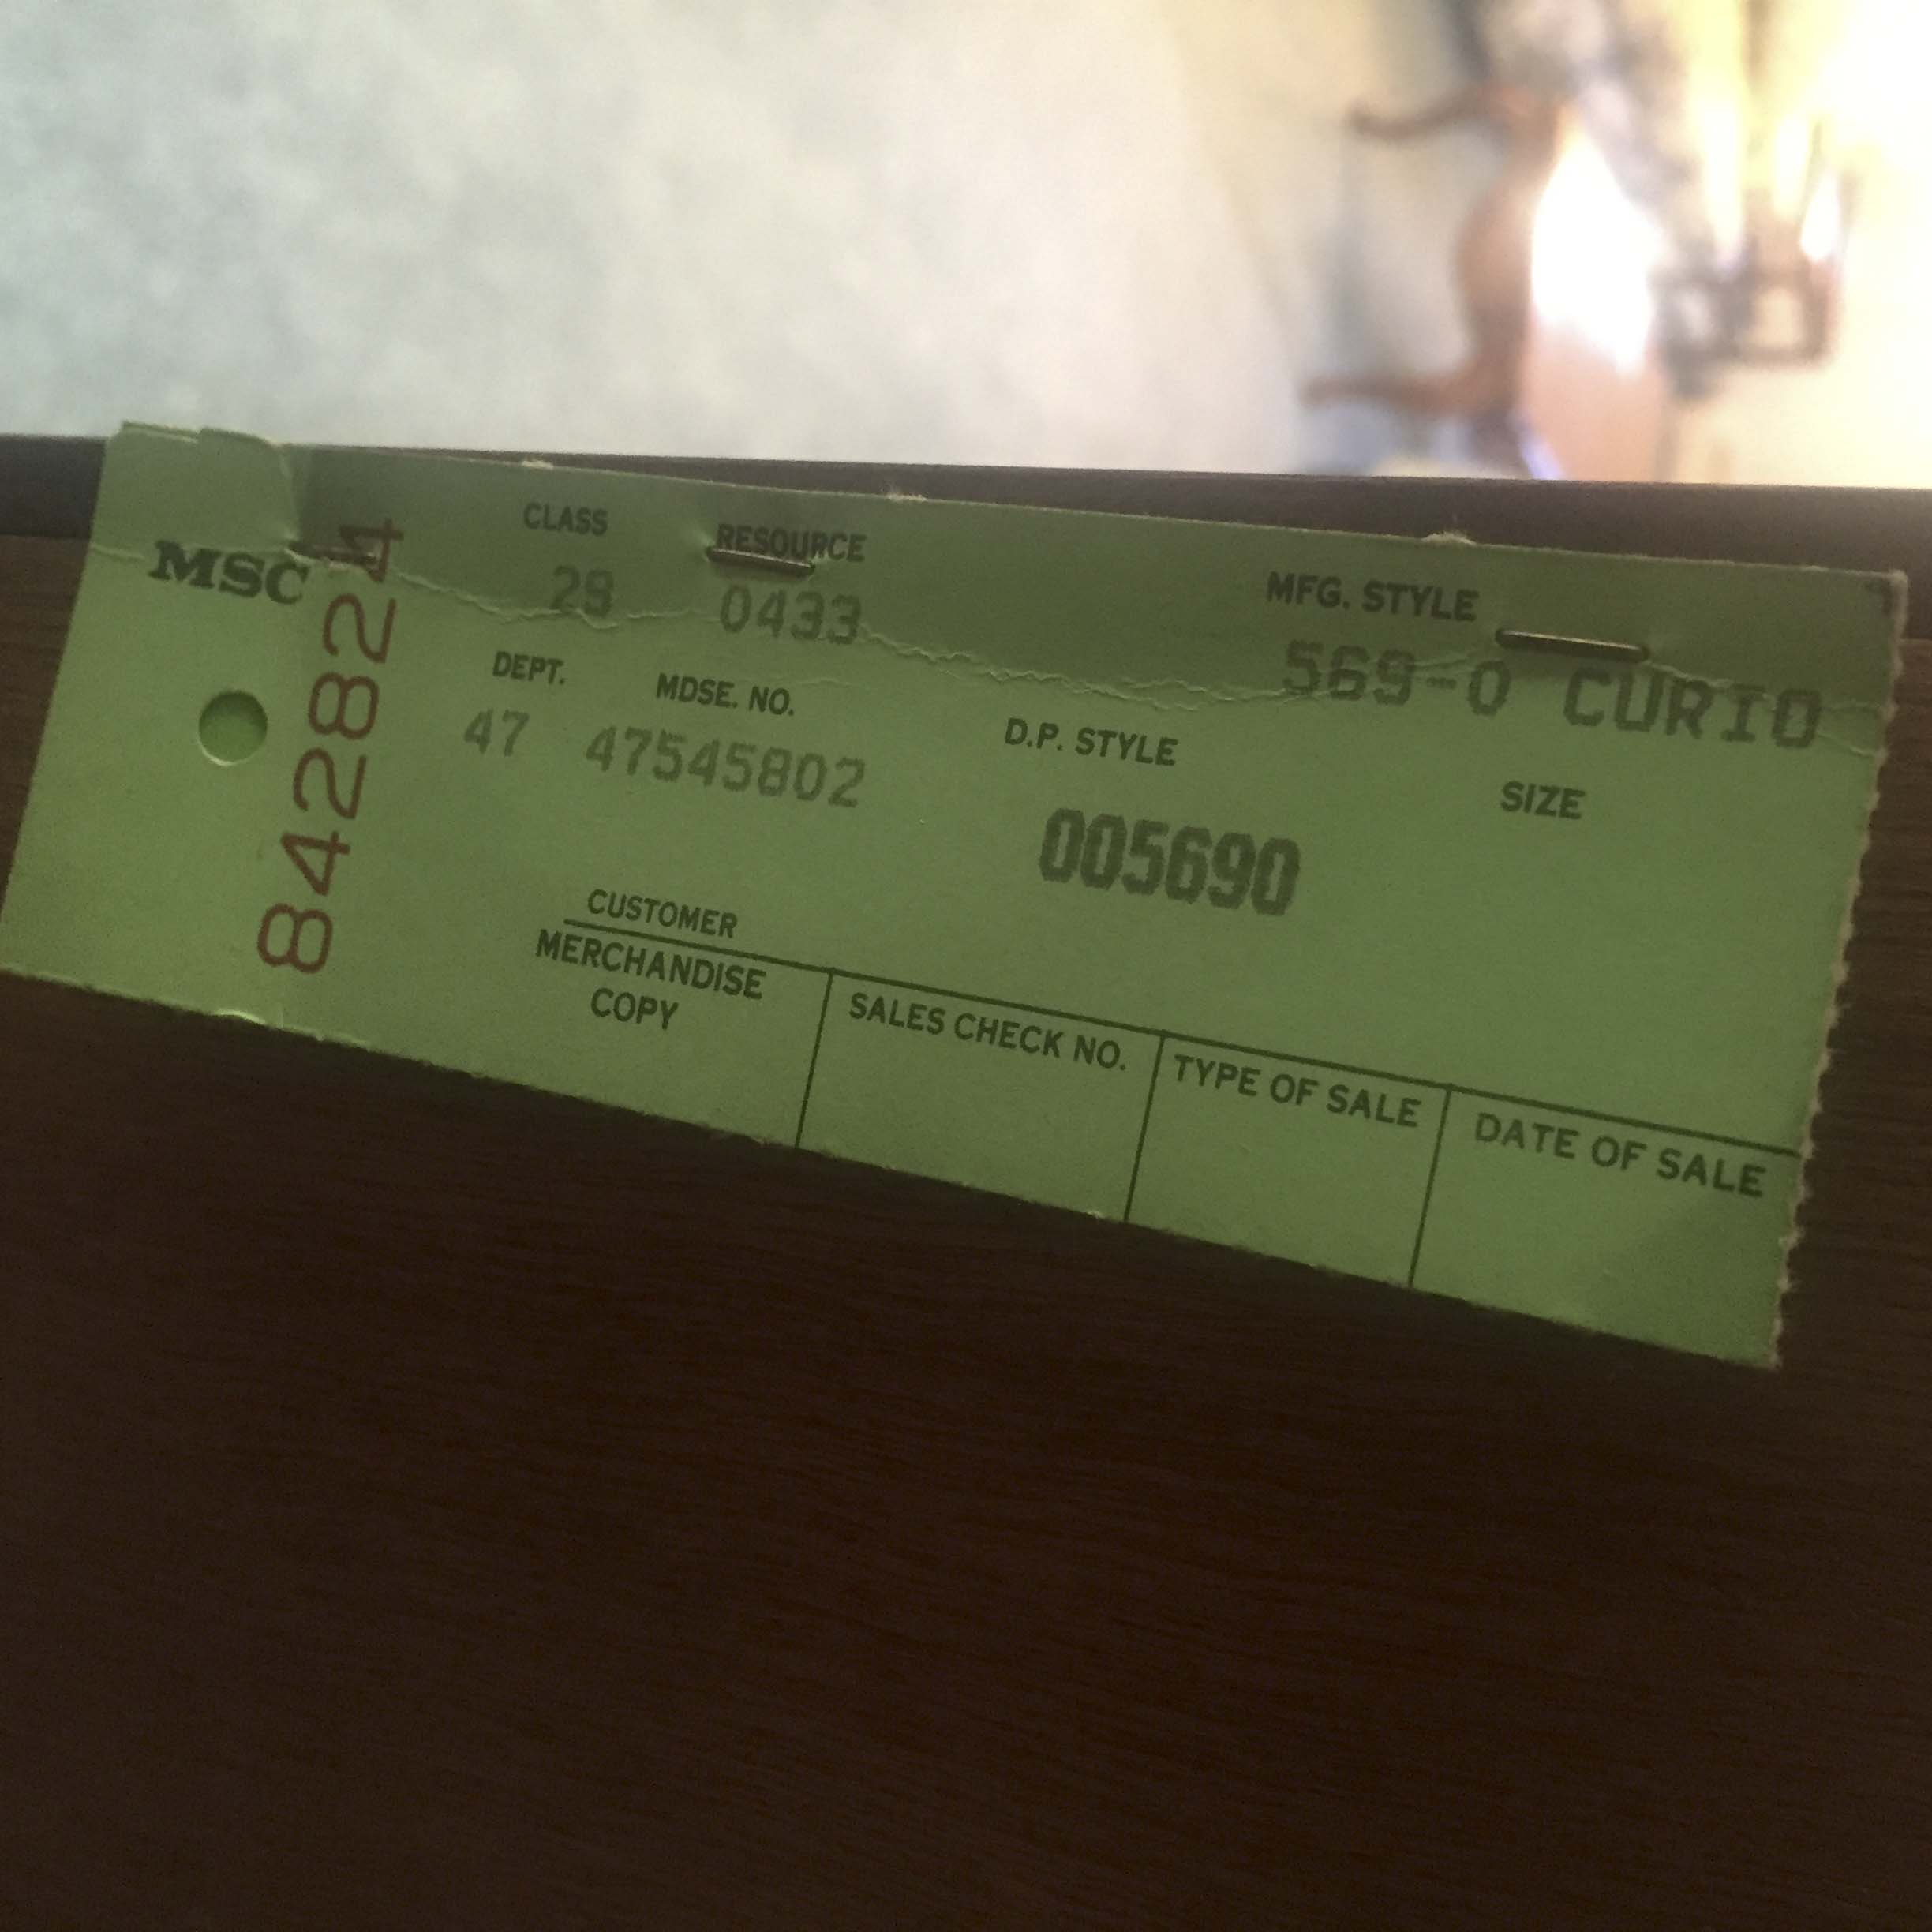 MSC
842824
CLASS RESOURCE MFG. STYLE
29 0433 569-0 CURIO
DEPT. MDSE. NO. D.P. STYLE SIZE
47 47545802 005690
CUSTOMER
MERCHANDISE
COPY
SALES CHECK NO. TYPE OF SALE DATE OF SALE